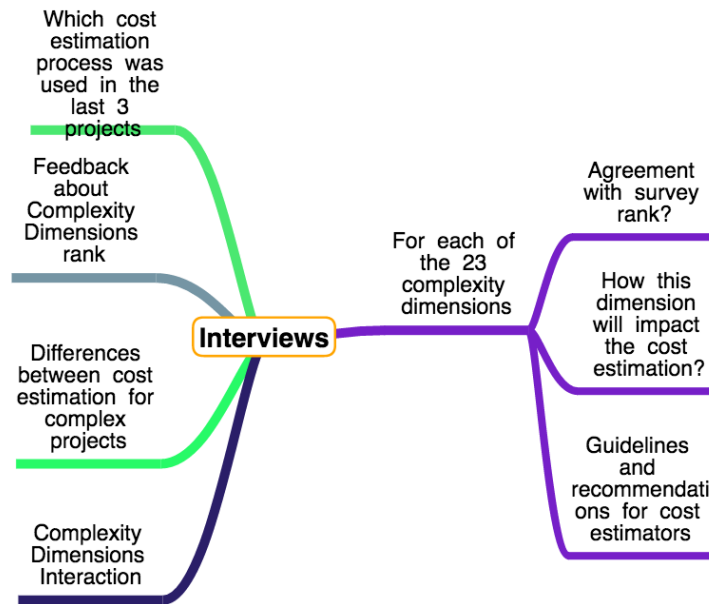 Which cost
estimation
process was
used in the
last 3
projects
Feedback
about
Complexity
Dimensions
rank
Differences
between cost
estimation for
complex
projects
Complexity
Dimensions
Interaction
Interviews
For each of
the 23
complexity
dimensions
Agreement
with survey
rank?
How this
dimension
will impact
the cost
estimation?
Guidelines
and
recommendati
ons for cost
estimators